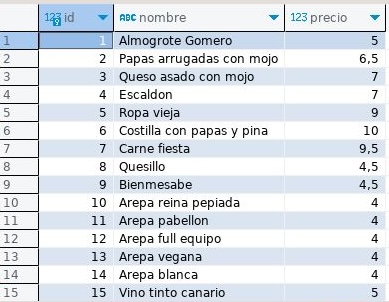 123 id ABC nombre 123 precio
1 1 Almogrote Gomero 5
2 2 Papas arrugadas con mojo 6,5
3 3 Queso asado con mojo 7
4 4 Escaldon 7
5 5 Ropa vieja 9
6 6 Costilla con papas y pina 10
7 7 Carne fiesta 9,5
8 8 Quesillo 4,5
9 9 Bienmesabe 4,5
10 10 Arepa reina pepiada 4
11 11 Arepa pabellon 4
12 12 Arepa full equipo 4
13 13 Arepa vegana 4
14 14 Arepa blanca 4
15 15 Vino tinto canario 5